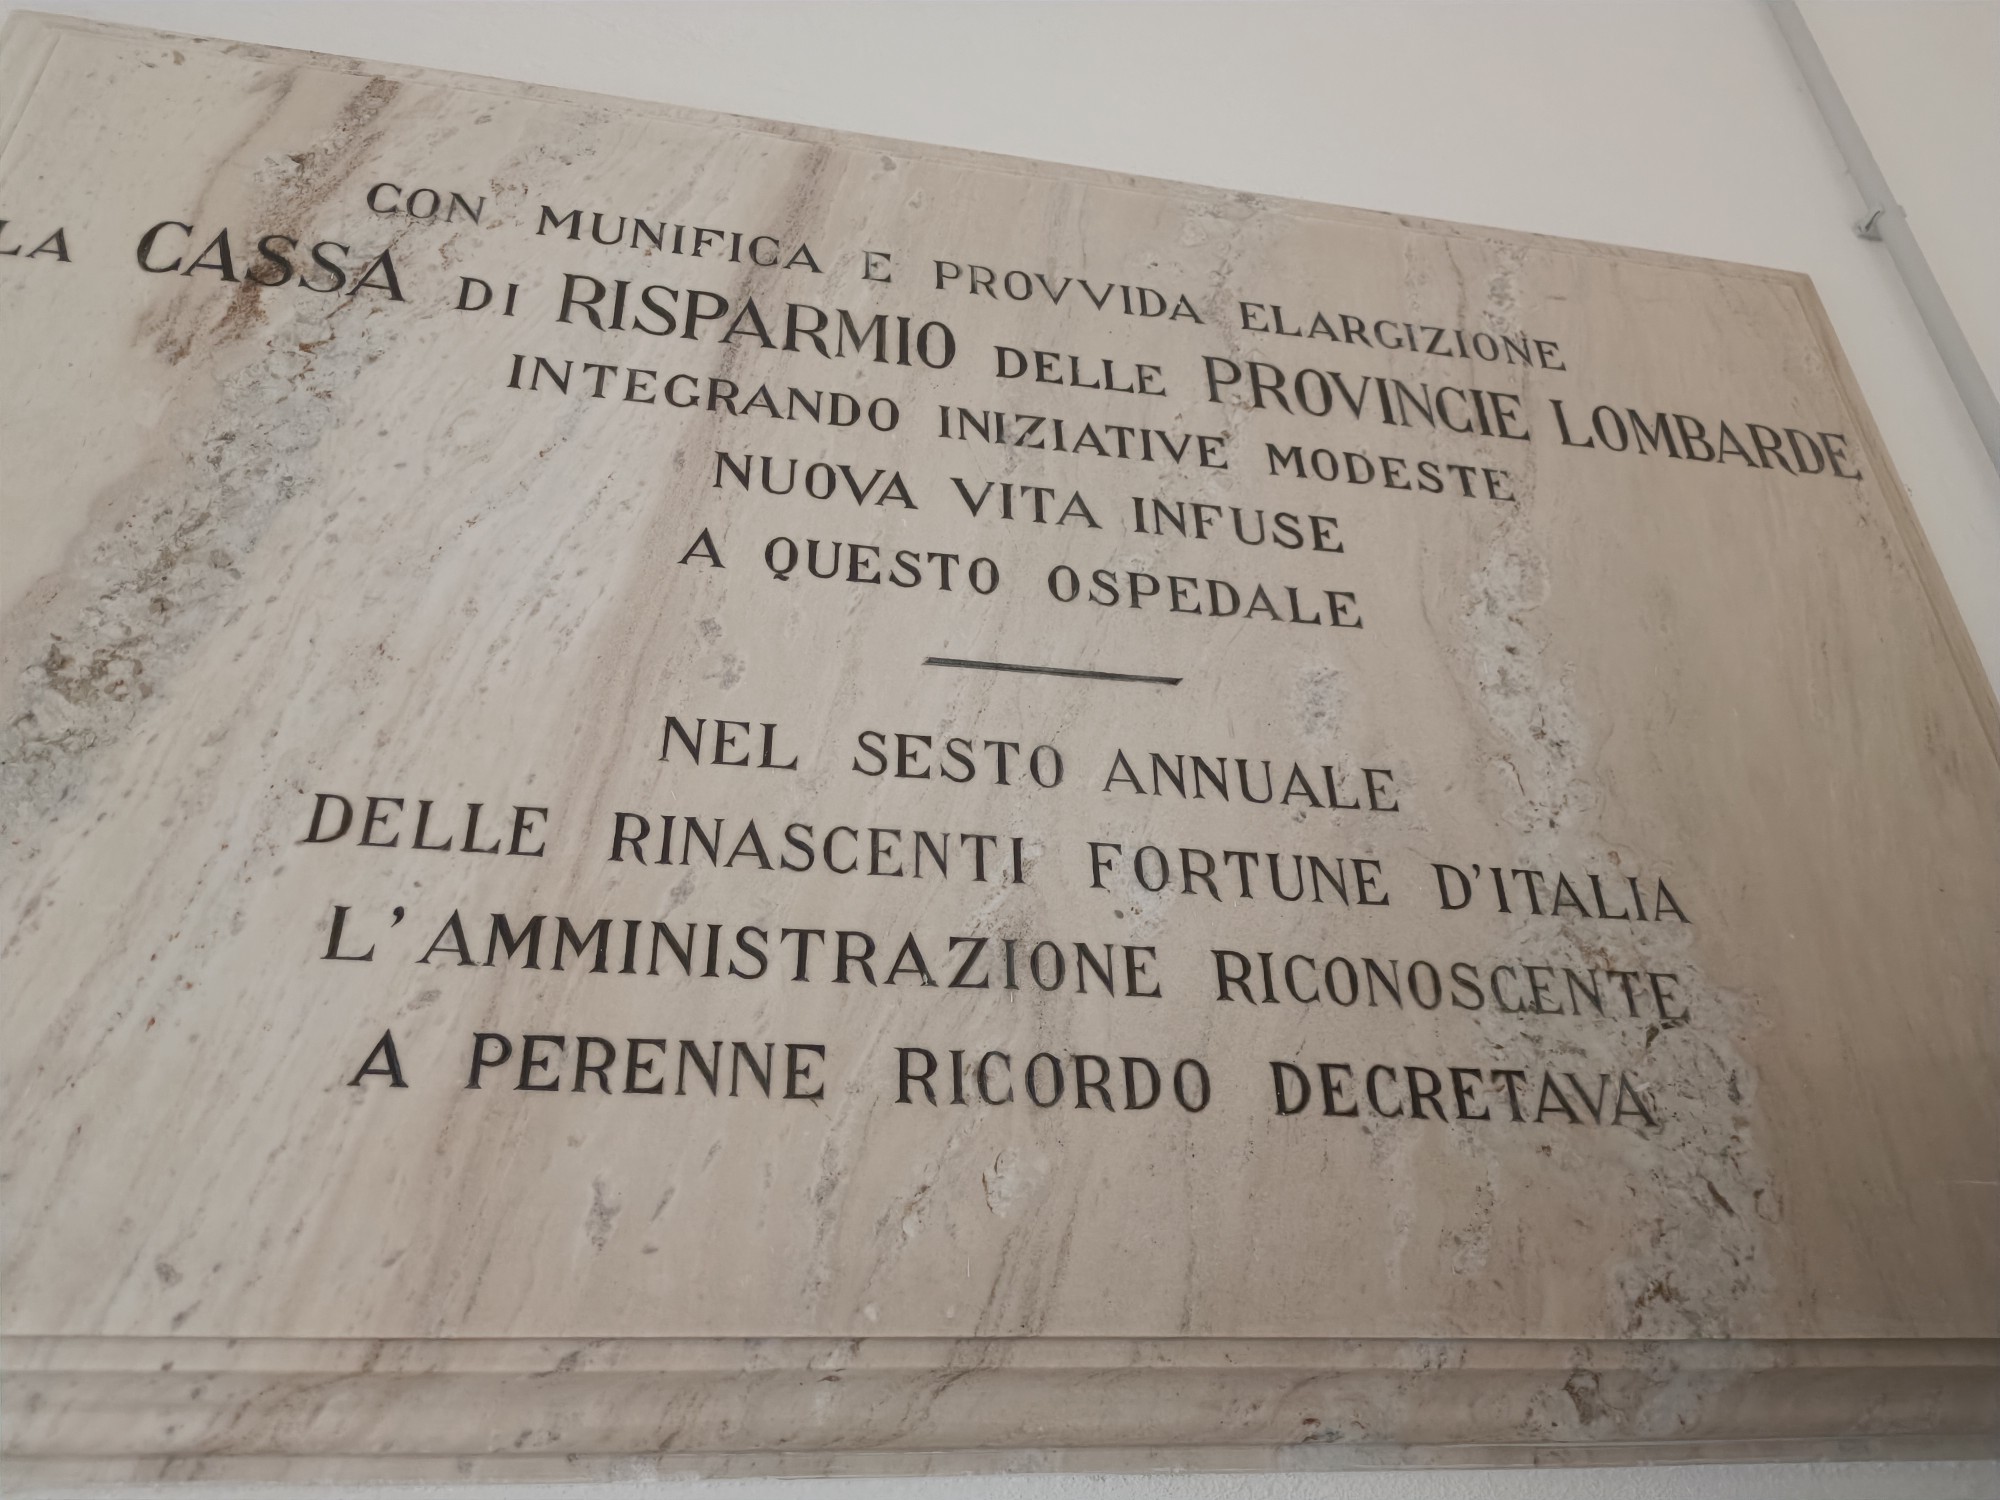 CON MUNIFICA E PROVVIDA ELARGIZIONE
LA CASSA DI RISPARMIO DELLE PROVINCIE LOMBARDE
INTEGRANDO INIZIATIVE MODESTE
NUOVA VITA INFUSE
A QUESTO OSPEDALE
NEL SESTO ANNUALE
DELLE RINASCENTI FORTUNE D'ITALIA
L'AMMINISTRAZIONE RICONOSCENTE
A PERENNE RICORDO DECRETAVA